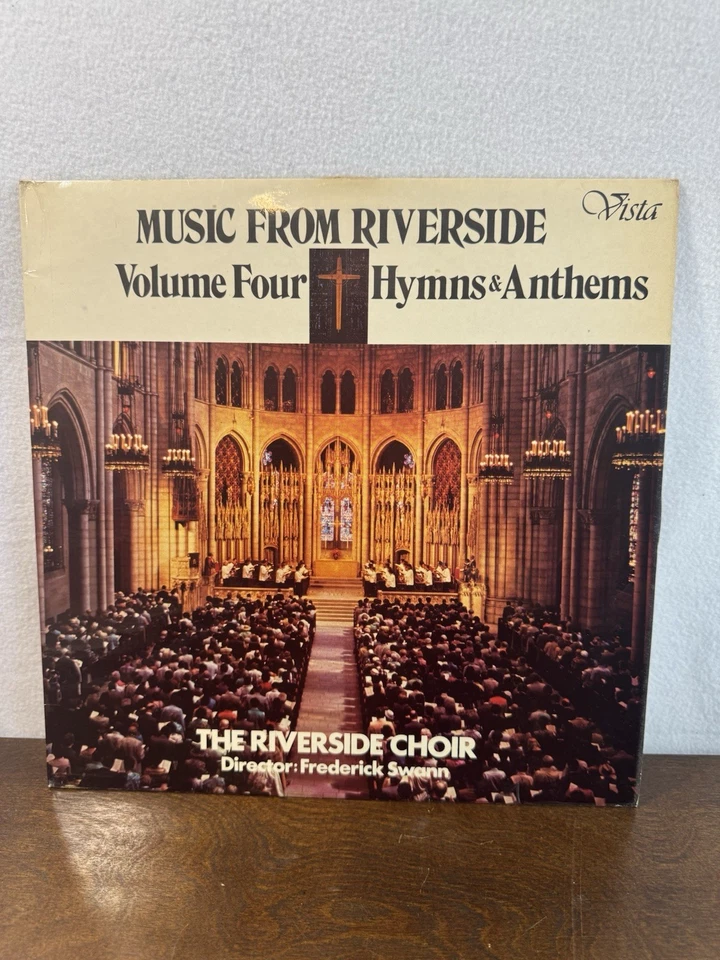 Vista
MUSIC FROM RIVERSIDE
Volume Four Hymns & Anthems
THE RIVERSIDE CHOIR
Director: Frederick Swann